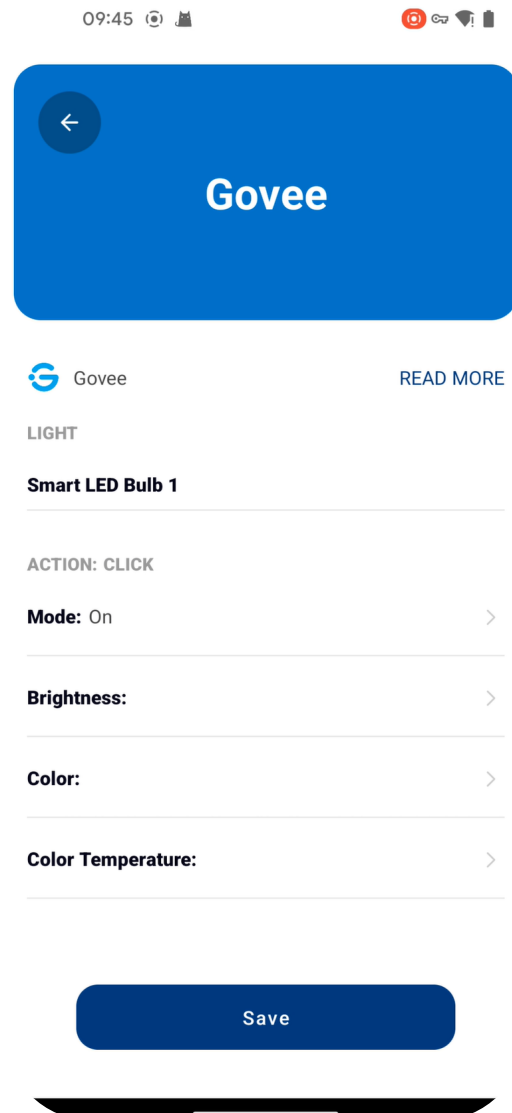 09:45
Govee
Govee READ MORE
LIGHT
Smart LED Bulb 1
ACTION: CLICK
Mode: On
Brightness:
Color:
Color Temperature:
Save